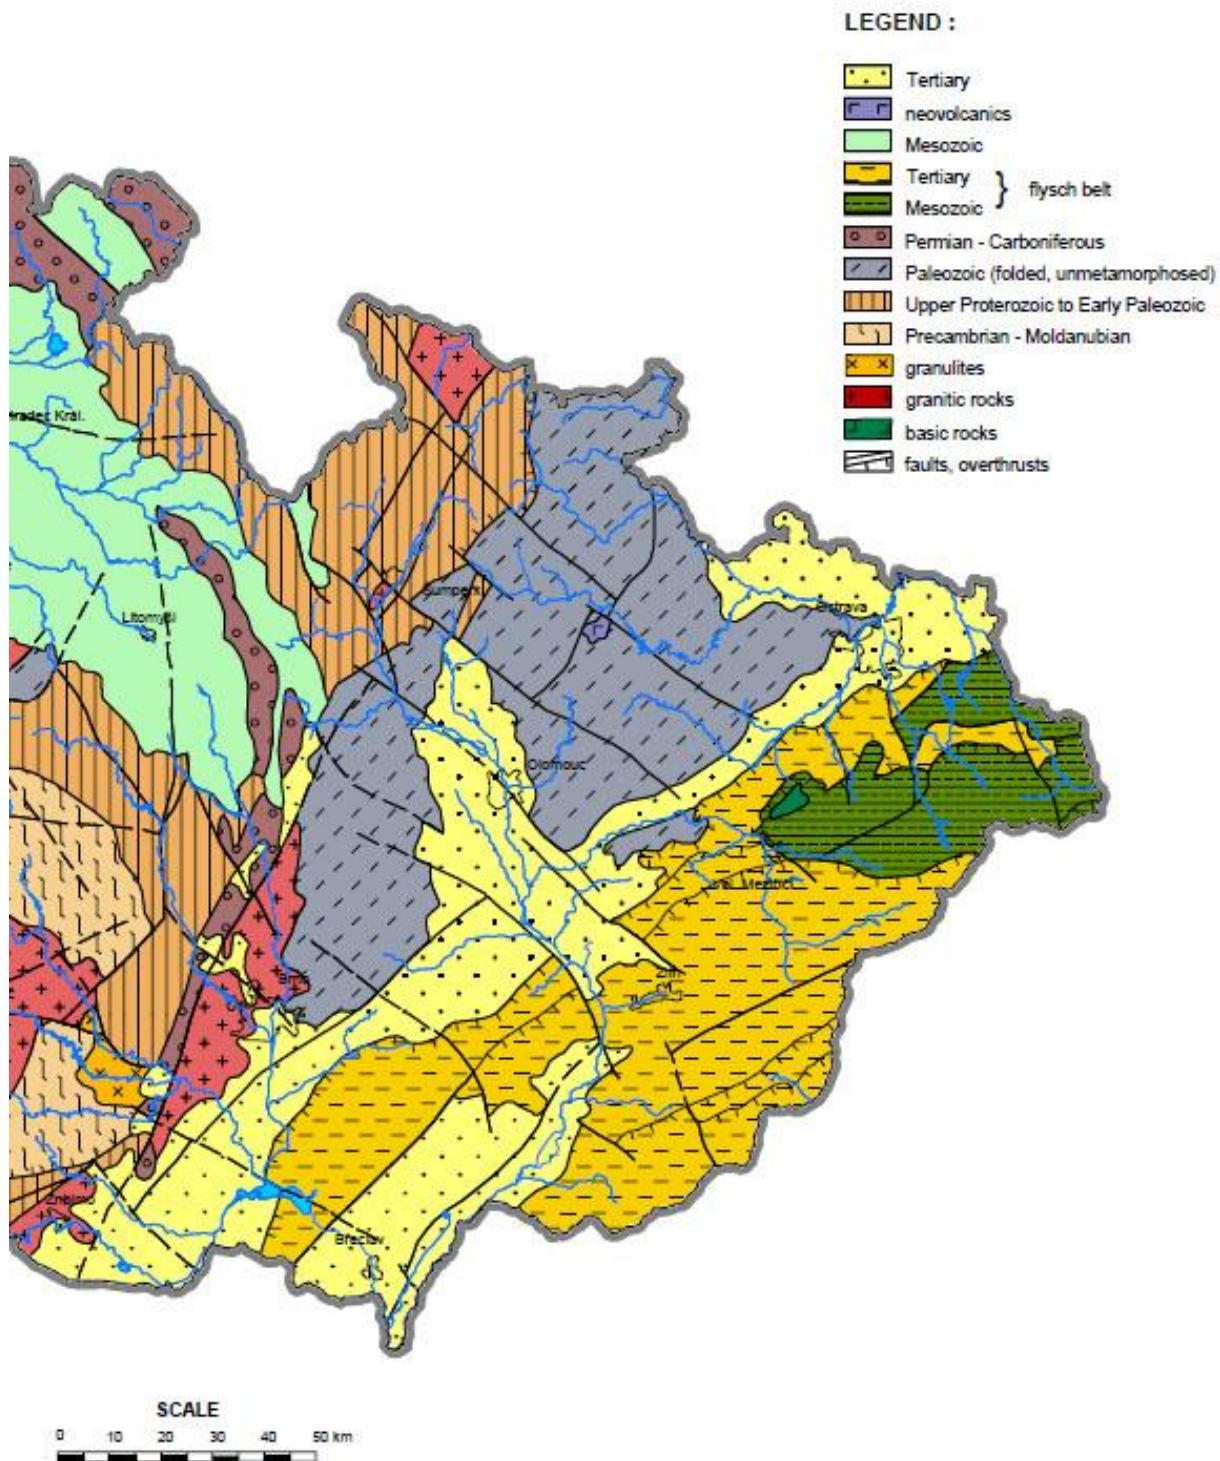 LEGEND :
Tertiary
neovolcanics
Mesozoic
Tertiary
Mesozoic
} flysch belt
Permian - Carboniferous
Paleozoic (folded, unmetamorphosed)
Upper Proterozoic to Early Paleozoic
Precambrian - Moldanubian
granulites
granitic rocks
basic rocks
faults, overthrusts
Hradec Král.
Šumperk
Ostrava
Litomyšl
Olomouc
Val. Meziříčí
Zlín
Brno
Znojmo
Břeclav
SCALE
0 10 20 30 40 50 km